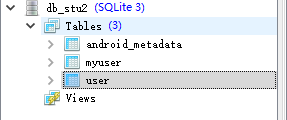 db_stu2 (SQLite 3)
Tables (3)
android_metadata
myuser
user
Views